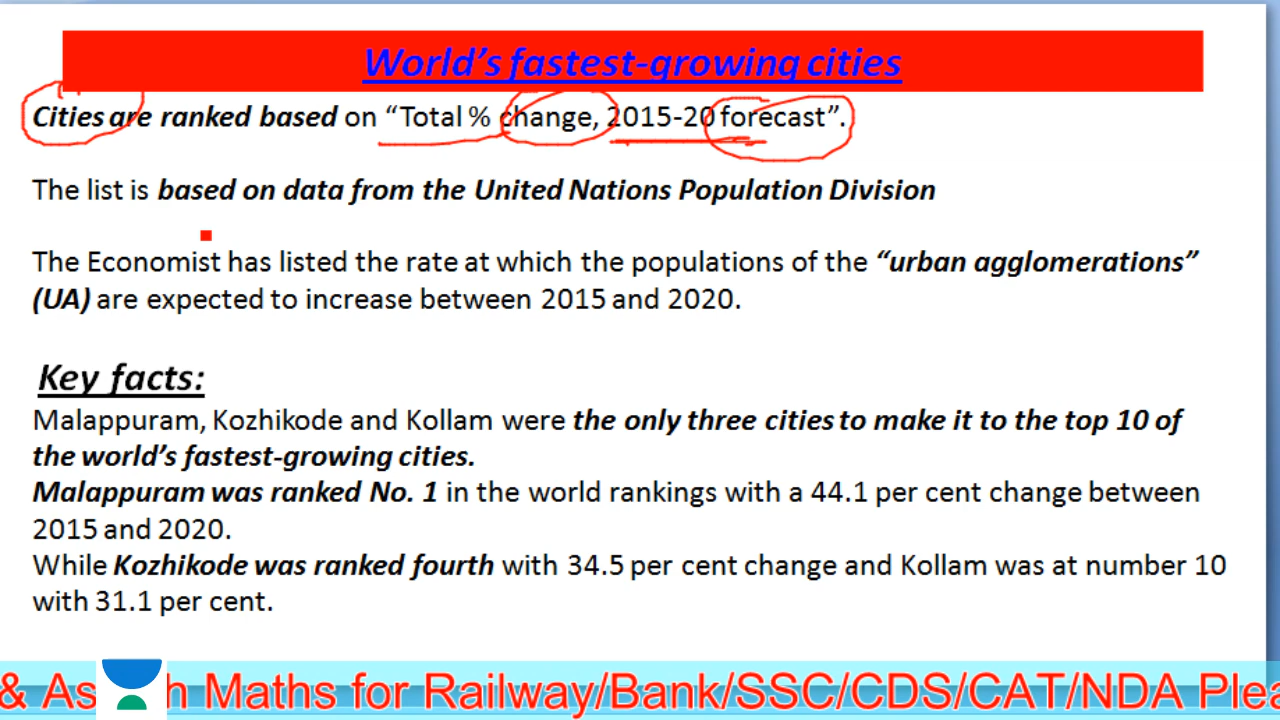 World's fastest-growing cities
Cities are ranked based on “Total % change, 2015-20 forecast”.
The list is based on data from the United Nations Population Division
The Economist has listed the rate at which the populations of the “urban agglomerations”
(UA) are expected to increase between 2015 and 2020.
Key facts:
Malappuram, Kozhikode and Kollam were the only three cities to make it to the top 10 of
the world's fastest-growing cities.
Malappuram was ranked No. 1 in the world rankings with a 44.1 per cent change between
2015 and 2020.
While Kozhikode was ranked fourth with 34.5 per cent change and Kollam was at number 10
with 31.1 per cent.
& As h Maths for Railway/Bank/SSC/CDS/CAT/NDA Plea